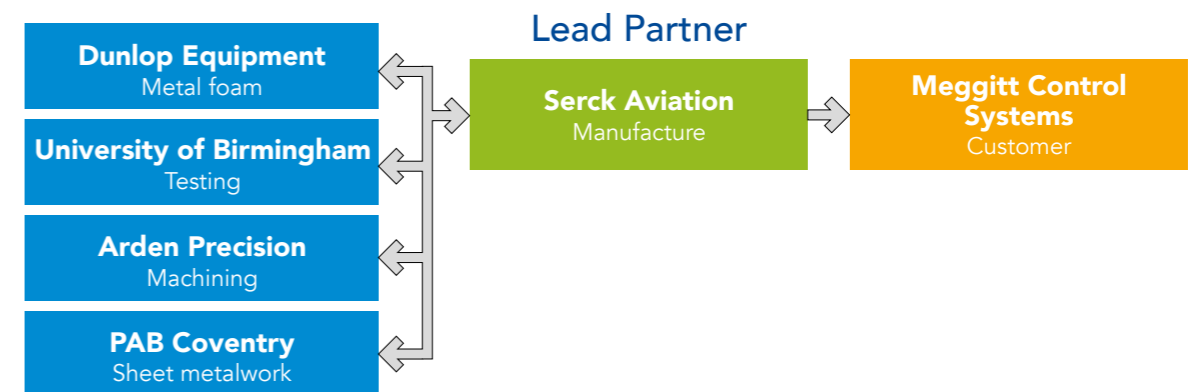 Lead Partner
Dunlop Equipment
Metal foam
University of Birmingham
Testing
Arden Precision
Machining
PAB Coventry
Sheet metalwork
Serck Aviation
Manufacture
Meggitt Control
Systems
Customer